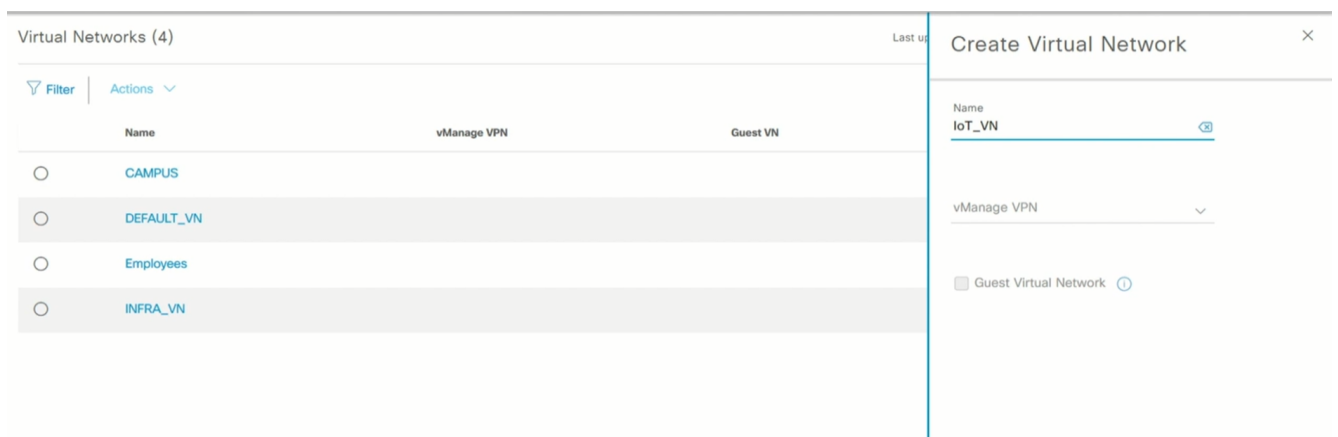 Virtual Networks (4)
Last up
Filter
Actions
Name vManage VPN Guest VN
CAMPUS
DEFAULT_VN
Employees
INFRA_VN
Create Virtual Network
Name
IoT_VN
vManage VPN
Guest Virtual Network